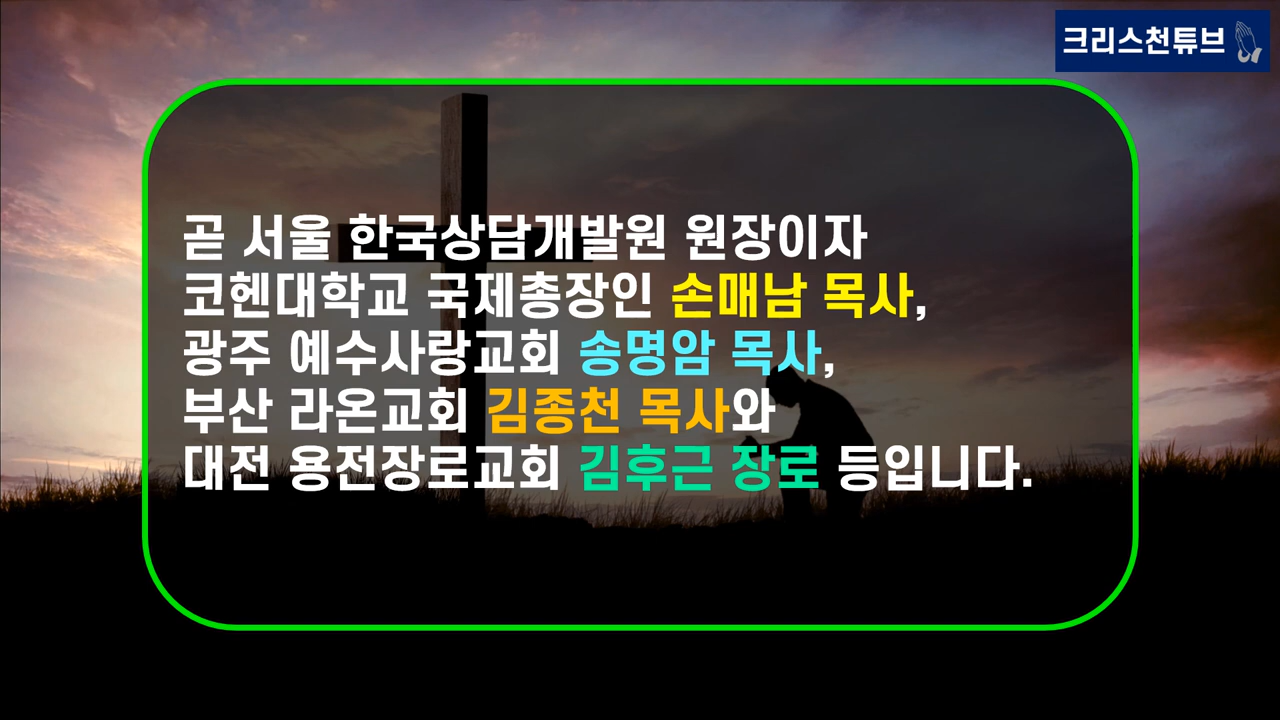 크리스천튜브
곧 서울 한국상담개발원 원장이자
코헨대학교 국제총장인 손매남 목사,
광주 예수사랑교회 송명암 목사,
부산 라온교회 김종천 목사와
대전 용전장로교회 김후근 장로 등입니다.